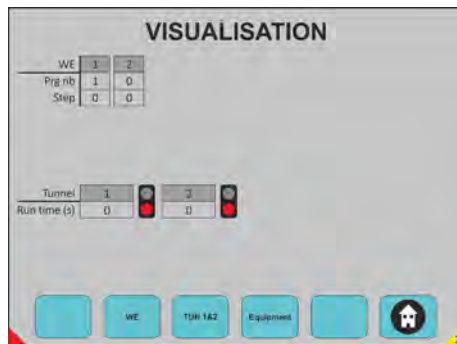 VISUALISATION
WE 1 2
Prg nb 1 0
Step 0 0
Tunnel 1 2
Run time (s) 0 0
WE TUN 1&2 Equipment